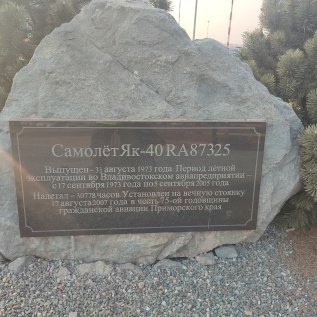 Самолёт Як-40 RA87325
Выпущен – 31 августа 1973 года. Период лётной
эксплуатации во Владивостокском авиапредприятии –
с 17 сентября 1973 года по 5 сентября 2005 года
Налетал – 30778 часов. Установлен на вечную стоянку
17 августа 2007 года в честь 75-ой годовщины
гражданской авиации Приморского края